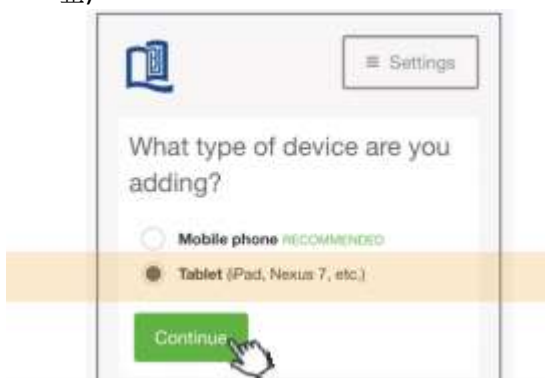 ≡ Settings
What type of device are you
adding?
Mobile phone RECOMMENDED
Tablet (iPad, Nexus 7, etc.)
Continue